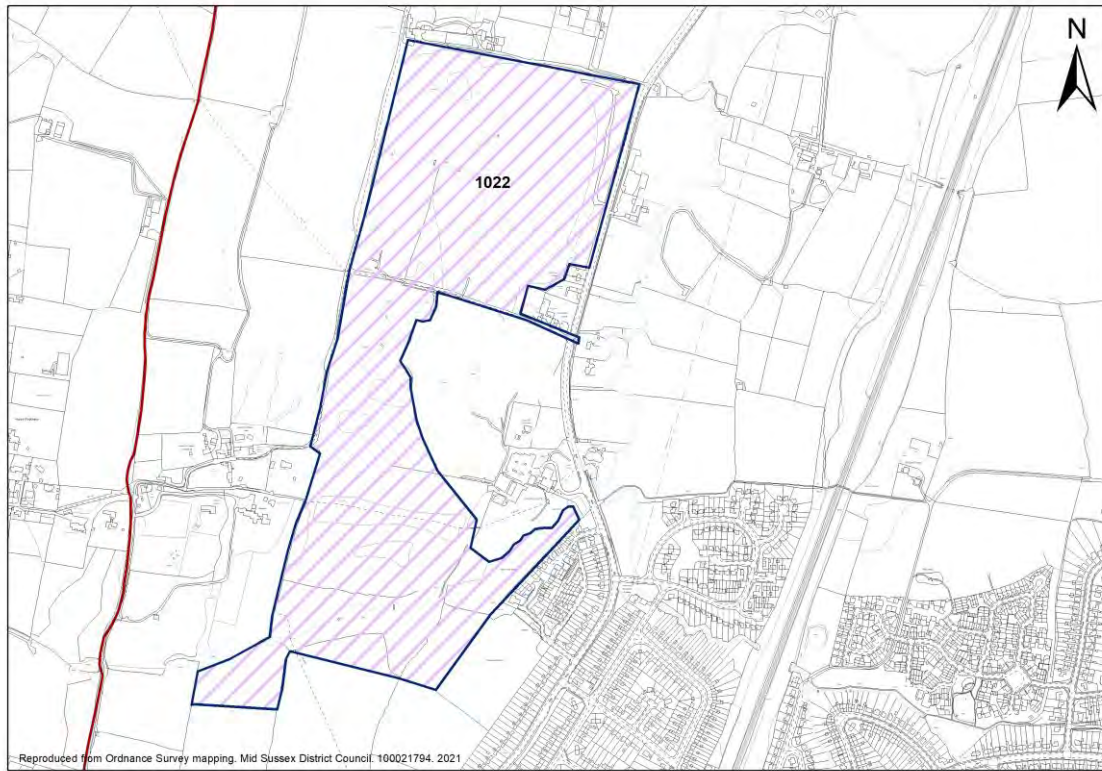 N
1022
Reproduced from Ordnance Survey mapping. Mid Sussex District Council. 100021794. 2021